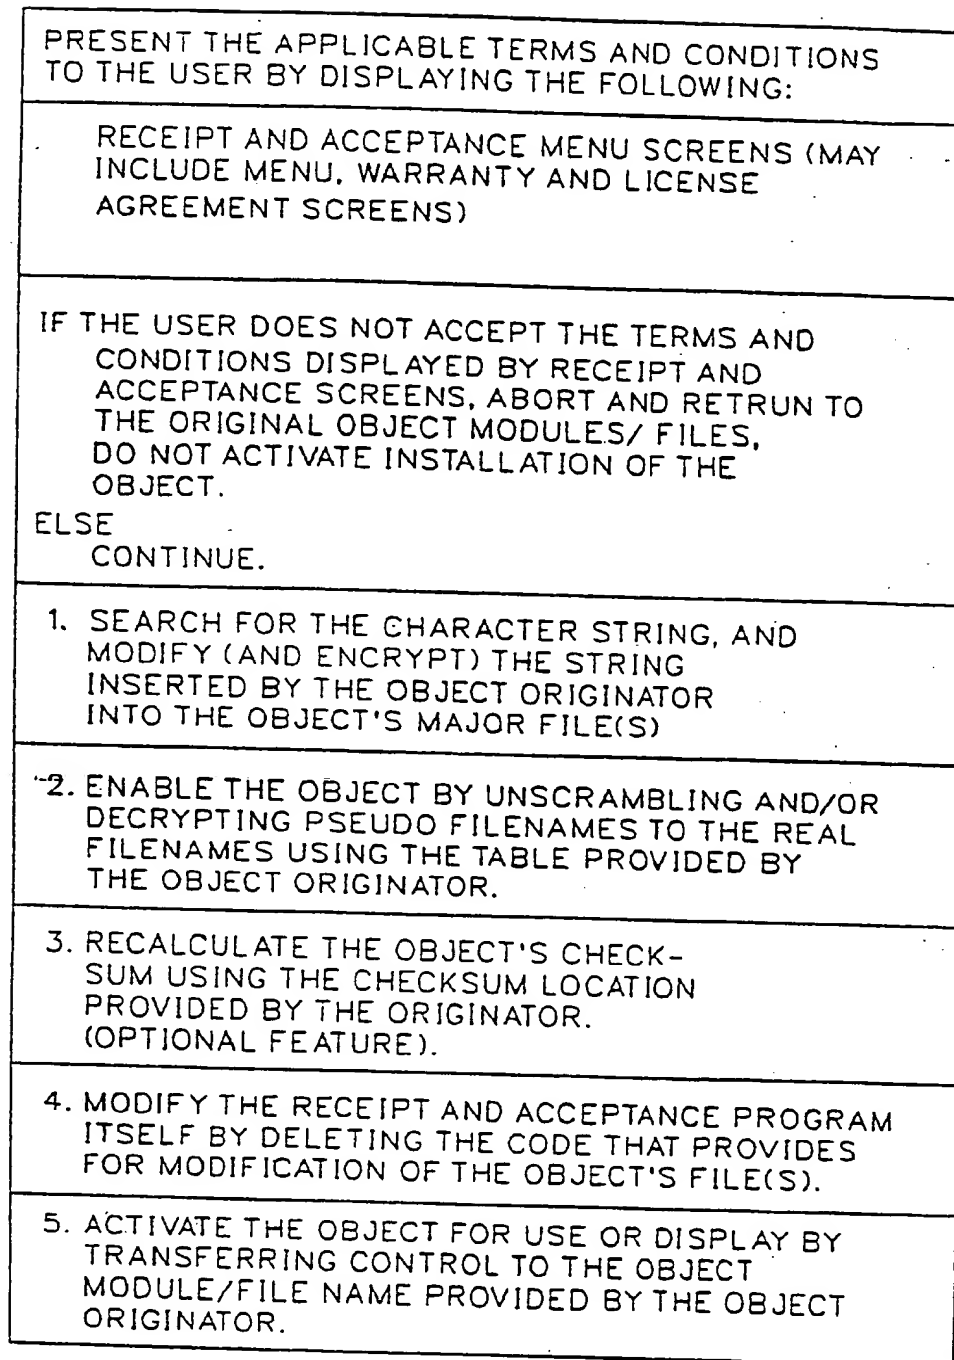 PRESENT THE APPLICABLE TERMS AND CONDITIONS
TO THE USER BY DISPLAYING THE FOLLOWING:
RECEIPT AND ACCEPTANCE MENU SCREENS (MAY
INCLUDE MENU, WARRANTY AND LICENSE
AGREEMENT SCREENS)
IF THE USER DOES NOT ACCEPT THE TERMS AND
CONDITIONS DISPLAYED BY RECEIPT AND
ACCEPTANCE SCREENS, ABORT AND RETRUN TO
THE ORIGINAL OBJECT MODULES/ FILES,
DO NOT ACTIVATE INSTALLATION OF THE
OBJECT.
ELSE
CONTINUE.
1. SEARCH FOR THE CHARACTER STRING, AND
MODIFY (AND ENCRYPT) THE STRING
INSERTED BY THE OBJECT ORIGINATOR
INTO THE OBJECT'S MAJOR FILE(S)
2. ENABLE THE OBJECT BY UNSCRAMBLING AND/OR
DECRYPTING PSEUDO FILENAMES TO THE REAL
FILENAMES USING THE TABLE PROVIDED BY
THE OBJECT ORIGINATOR.
3. RECALCULATE THE OBJECT'S CHECK-
SUM USING THE CHECKSUM LOCATION
PROVIDED BY THE ORIGINATOR.
(OPTIONAL FEATURE).
4. MODIFY THE RECEIPT AND ACCEPTANCE PROGRAM
ITSELF BY DELETING THE CODE THAT PROVIDES
FOR MODIFICATION OF THE OBJECT'S FILE(S).
5. ACTIVATE THE OBJECT FOR USE OR DISPLAY BY
TRANSFERRING CONTROL TO THE OBJECT
MODULE/FILE NAME PROVIDED BY THE OBJECT
ORIGINATOR.